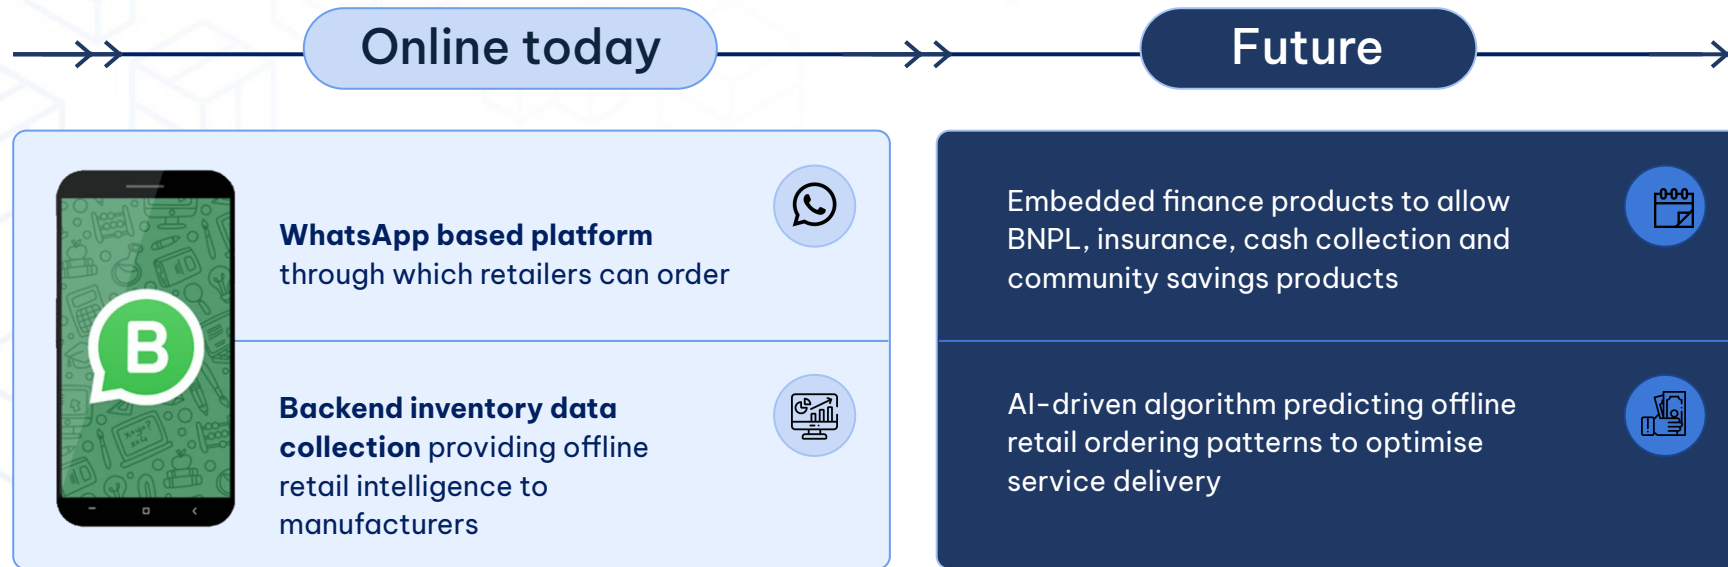 Online today
Future
WhatsApp based platform
through which retailers can order
B
Backend inventory data
collection providing offline
retail intelligence to
manufacturers
Embedded finance products to allow
BNPL, insurance, cash collection and
community savings products
AI-driven algorithm predicting offline
retail ordering patterns to optimise
service delivery